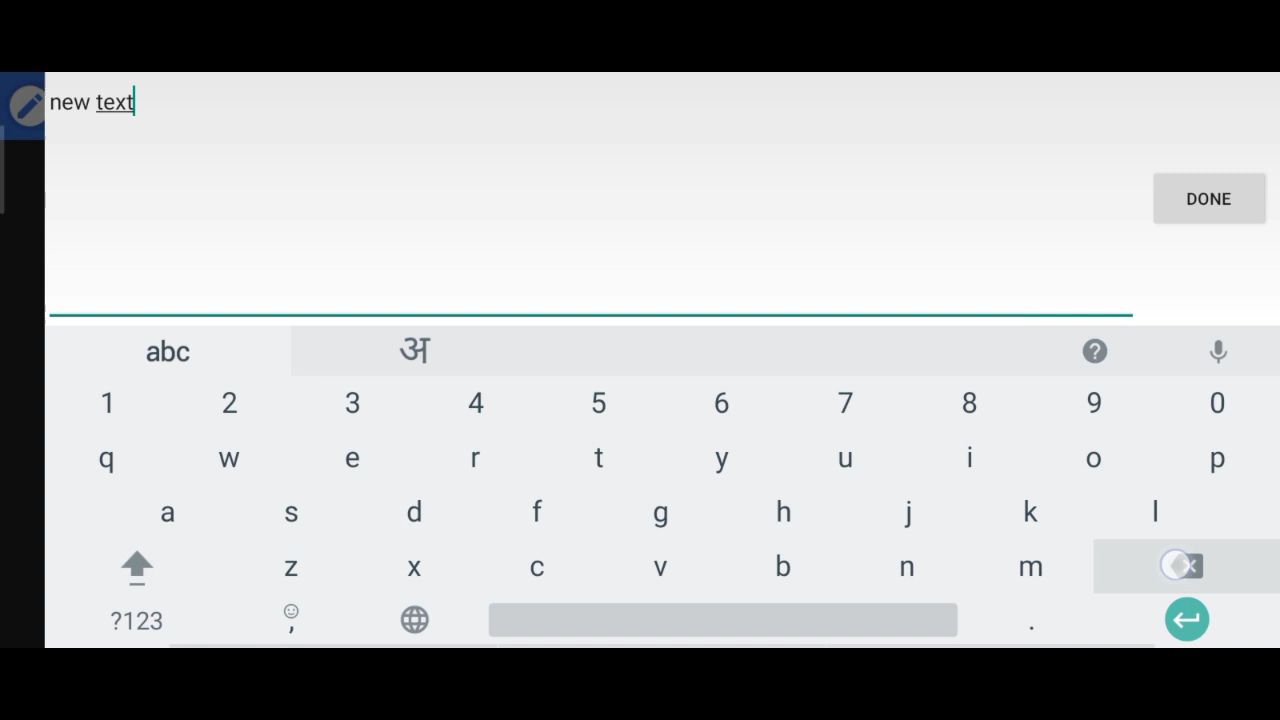 new text
DONE
abc अ
1 2 3 4 5 6 7 8 9 0
q w e r t y u i o p
a s d f g h j k l
z x c v b n m
?123 , .